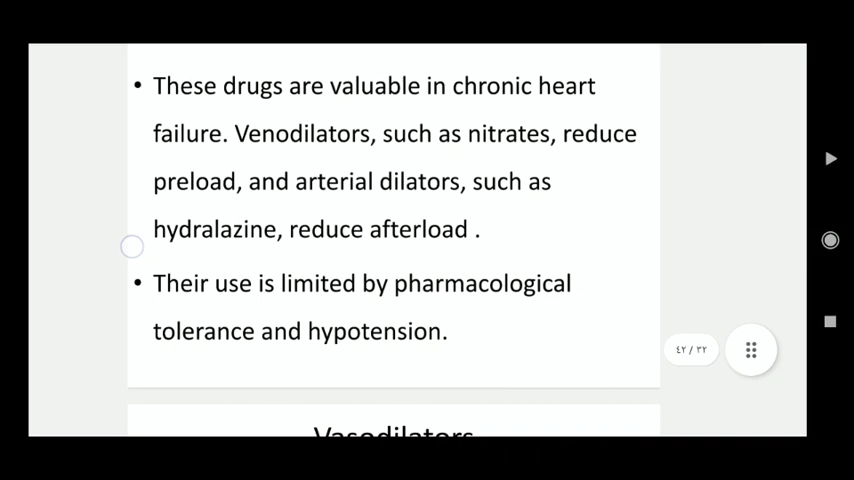 • These drugs are valuable in chronic heart
failure. Venodilators, such as nitrates, reduce
preload, and arterial dilators, such as
hydralazine, reduce afterload .
• Their use is limited by pharmacological
tolerance and hypotension.
٤٢ / ٣٢
Vasodilators